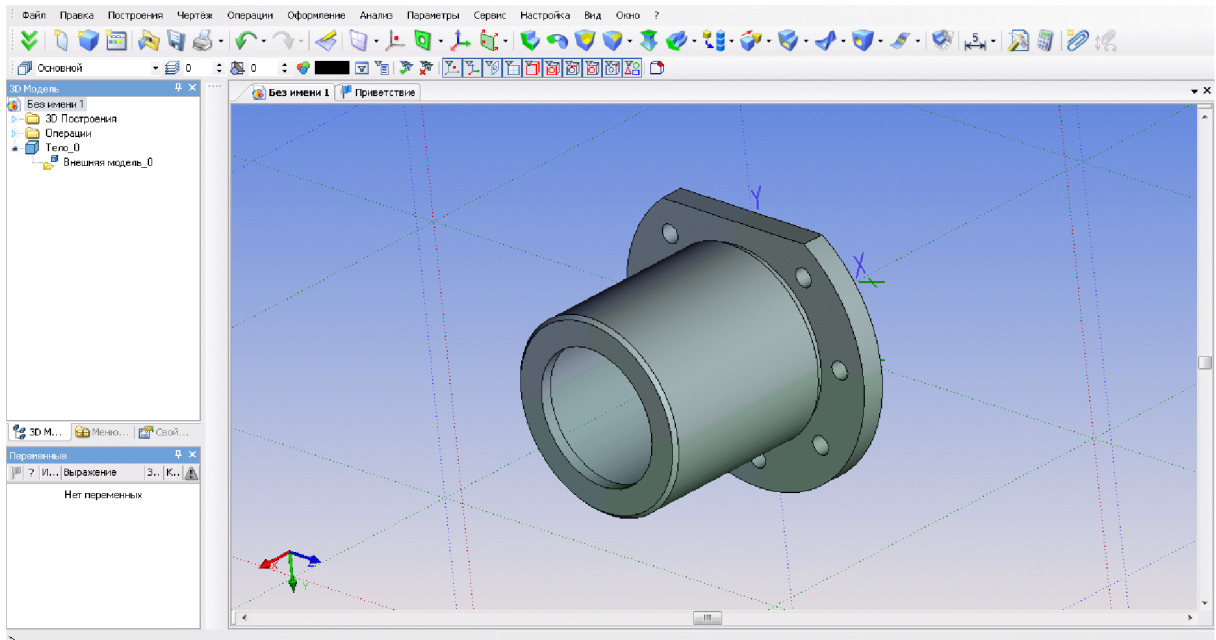 Файл Правка Построения Чертёж Операции Оформление Анализ Параметры Сервис Настройка Вид Окно ?
5
Основной 0 0
3D Модель
Без имени 1
3D Построения
Операции
Тело_0
Внешняя модель_0
3D М... Меню... Свой...
Переменные
? И... Выражение З.. К..
Нет переменных
Без имени 1 Приветствие
Y
X
X
Z
Y